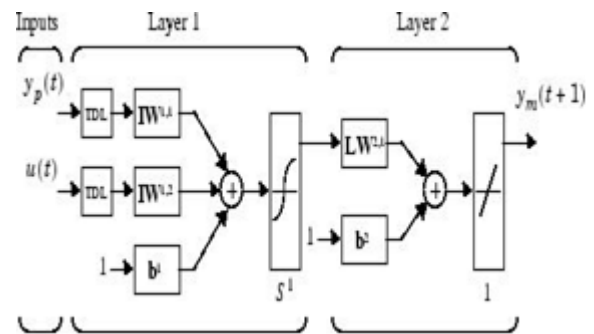 Inputs Layer 1 Layer 2
y_p(t)
TDL IW^{1,1}
y_m(t+1)
LW^{2,1}
u(t)
TDL IW^{1,2}
1 b^1
1 b^2
S^1 1